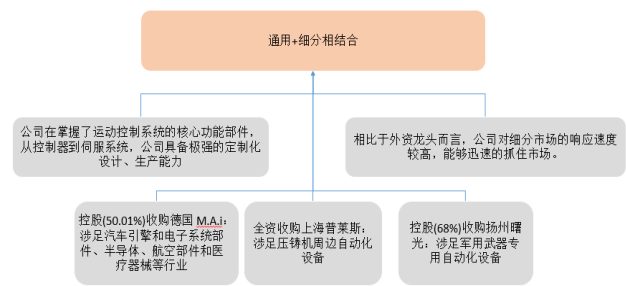 通用+细分相结合
公司在掌握了运动控制系统的核心功能部件，
从控制器到伺服系统，公司具备极强的定制化
设计、生产能力
相比于外资龙头而言，公司对细分市场的响应速度
较高，能够迅速的抓住市场。
控股(50.01%)收购德国 M.A.i：
涉足汽车引擎和电子系统部
件、半导体、航空部件和医
疗器械等行业
全资收购上海普莱斯：
涉足压铸机周边自动化
设备
控股(68%)收购扬州曙
光：涉足军用武器专
用自动化设备